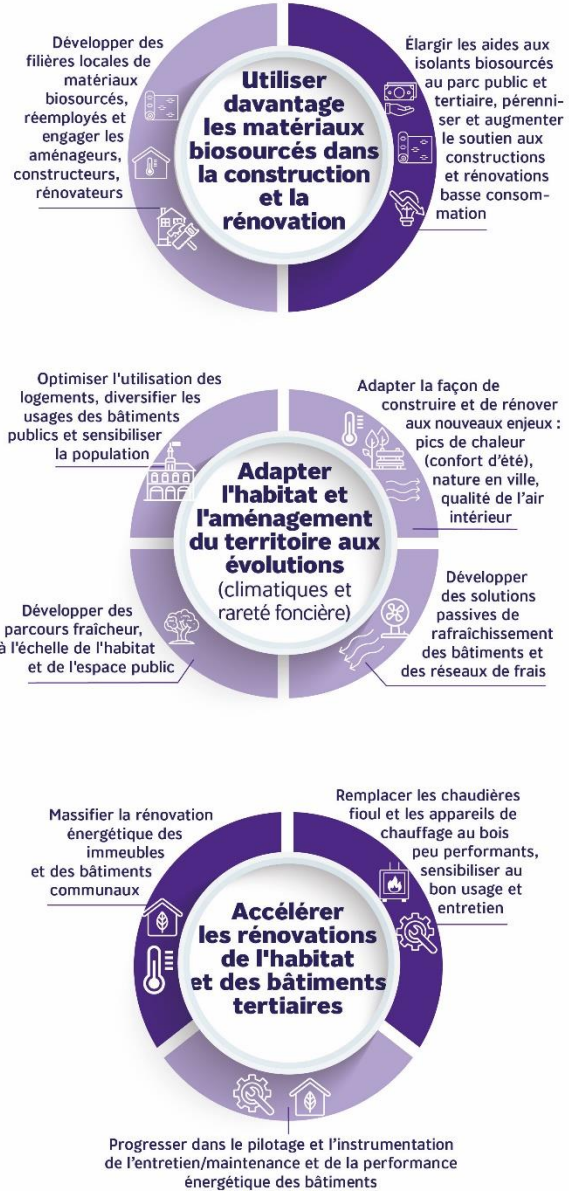 Développer des
filières locales de
matériaux
biosourcés,
réemployés et
engager les
aménageurs,
constructeurs,
rénovateurs
Utiliser
davantage
les matériaux
biosourcés dans
la construction
et la
rénovation
Élargir les aides aux
isolants biosourcés
au parc public et
tertiaire, pérenni-
ser et augmenter
le soutien aux
constructions
et rénovations
basse consom-
mation
Optimiser l'utilisation des
logements, diversifier les
usages des bâtiments
publics et sensibiliser
la population
Adapter la façon de
construire et de rénover
aux nouveaux enjeux :
pics de chaleur
(confort d'été),
nature en ville,
qualité de l'air
intérieur
Adapter
l'habitat et
l'aménagement
du territoire aux
évolutions
(climatiques et
rareté foncière)
Développer des
parcours fraîcheur,
à l'échelle de l'habitat
et de l'espace public
Développer
des solutions
passives de
rafraîchissement
des bâtiments et
des réseaux de frais
Massifier la rénovation
énergétique des
immeubles
et des bâtiments
communaux
Remplacer les chaudières
fioul et les appareils de
chauffage au bois
peu performants,
sensibiliser au
bon usage et
entretien
Accélérer
les rénovations
de l'habitat
et des bâtiments
tertiaires
Progresser dans le pilotage et l'instrumentation
de l'entretien/maintenance et de la performance
énergétique des bâtiments